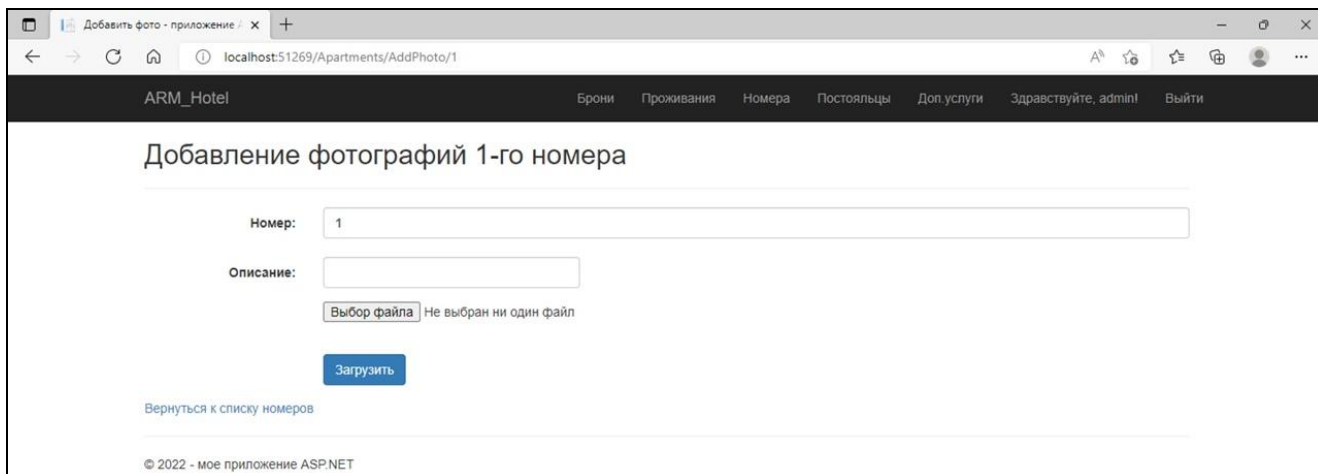 Добавить фото - приложение A
localhost:51269/Apartments/AddPhoto/1
ARM_Hotel Брони Проживания Номера Постояльцы Доп.услуги Здравствуйте, admin! Выйти
Добавление фотографий 1-го номера
Номер: 1
Описание:
Выбор файла Не выбран ни один файл
Загрузить
Вернуться к списку номеров
© 2022 - мое приложение ASP.NET